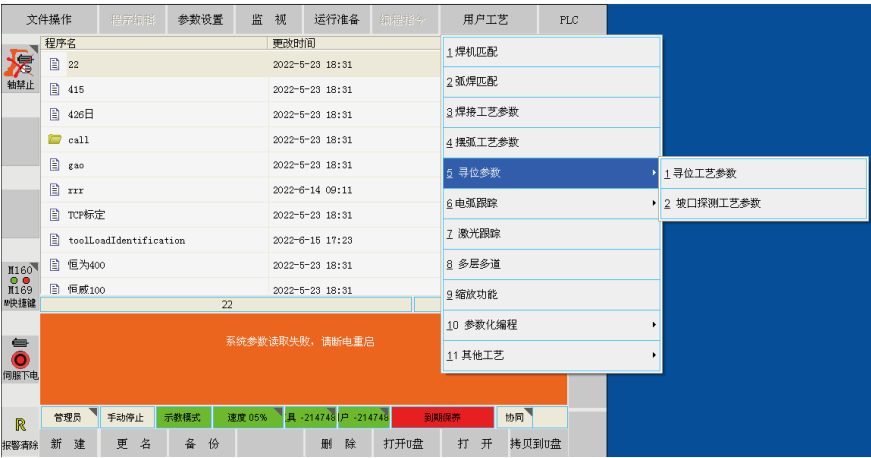 文件操作 程序编辑 参数设置 监 视 运行准备 编程指令 用户工艺 PLC
程序名 更改时间
22 2022-5-23 18:31
415 2022-5-23 18:31
426日 2022-5-23 18:31
call 2022-5-23 18:31
gao 2022-5-23 18:31
rrr 2022-6-14 09:11
TCP标定 2022-5-23 18:31
toolLoadIdentification 2022-6-15 17:23
恒为400 2022-5-23 18:31
恒威100 2022-5-23 18:31
22
系统参数读取失败，请断电重启
轴禁止
M160
M169
M快捷键
伺服下电
R
报警清除
1 焊机匹配
2 弧焊匹配
3 焊接工艺参数
4 摆弧工艺参数
5 寻位参数
6 电弧跟踪
7 激光跟踪
8 多层多道
9 缩放功能
10 参数化编程
11 其他工艺
1 寻位工艺参数
2 坡口探测工艺参数
管理员 手动停止 示教模式 速度 05% 具 -214748 户 -214748 到期保养 协同
新 建 更 名 备 份 删 除 打开U盘 打 开 拷贝到U盘